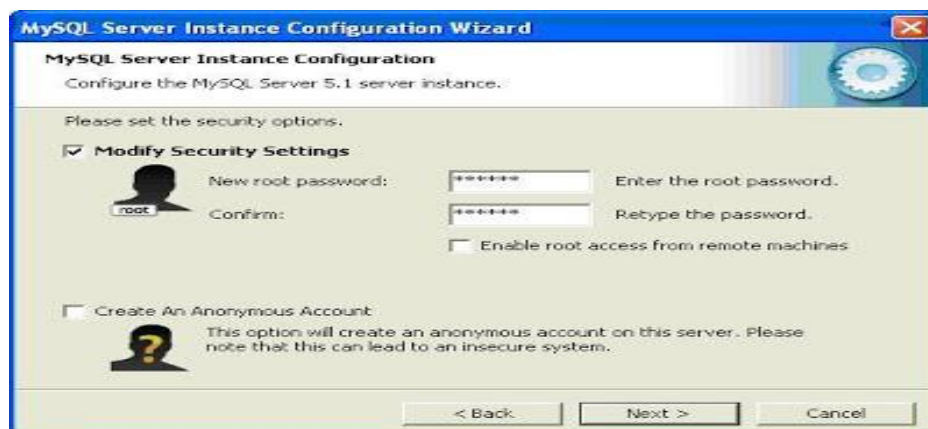 MySQL Server Instance Configuration Wizard
MySQL Server Instance Configuration
Configure the MySQL Server 5.1 server instance.
Please set the security options.
Modify Security Settings
New root password: ****** Enter the root password.
root
Confirm: ****** Retype the password.
Enable root access from remote machines
Create An Anonymous Account
This option will create an anonymous account on this server. Please
note that this can lead to an insecure system.
< Back Next > Cancel